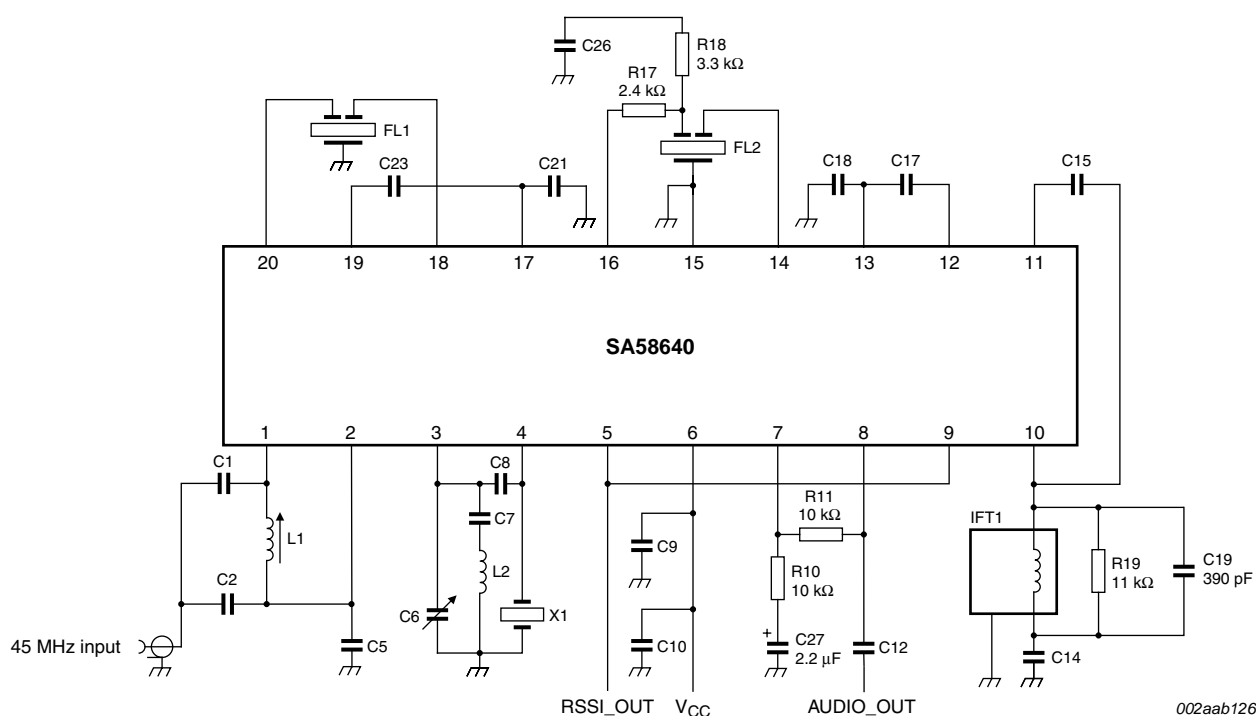 C26
R18
3.3 kΩ
R17
2.4 kΩ
FL1
FL2
C23
C21
C18
C17
C15
20
19
18
17
16
15
14
13
12
11
SA58640
1
2
3
4
5
6
7
8
9
10
C1
L1
C2
45 MHz input
C5
C8
C7
L2
C6
X1
C9
C10
R11
10 kΩ
R10
10 kΩ
+
C27
2.2 μF
C12
IFT1
R19
11 kΩ
C19
390 pF
C14
RSSI_OUT
VCC
AUDIO_OUT
002aab126